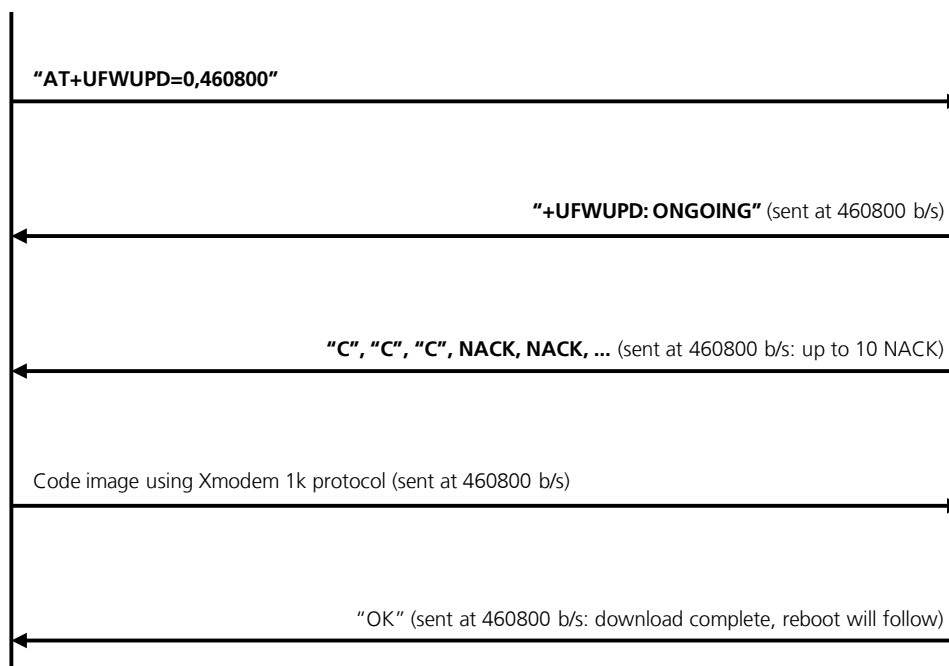 “AT+UFWUPD=0,460800”
“+UFWUPD: ONGOING” (sent at 460800 b/s)
“C”, “C”, “C”, NACK, NACK, ... (sent at 460800 b/s: up to 10 NACK)
Code image using Xmodem 1k protocol (sent at 460800 b/s)
“OK” (sent at 460800 b/s: download complete, reboot will follow)